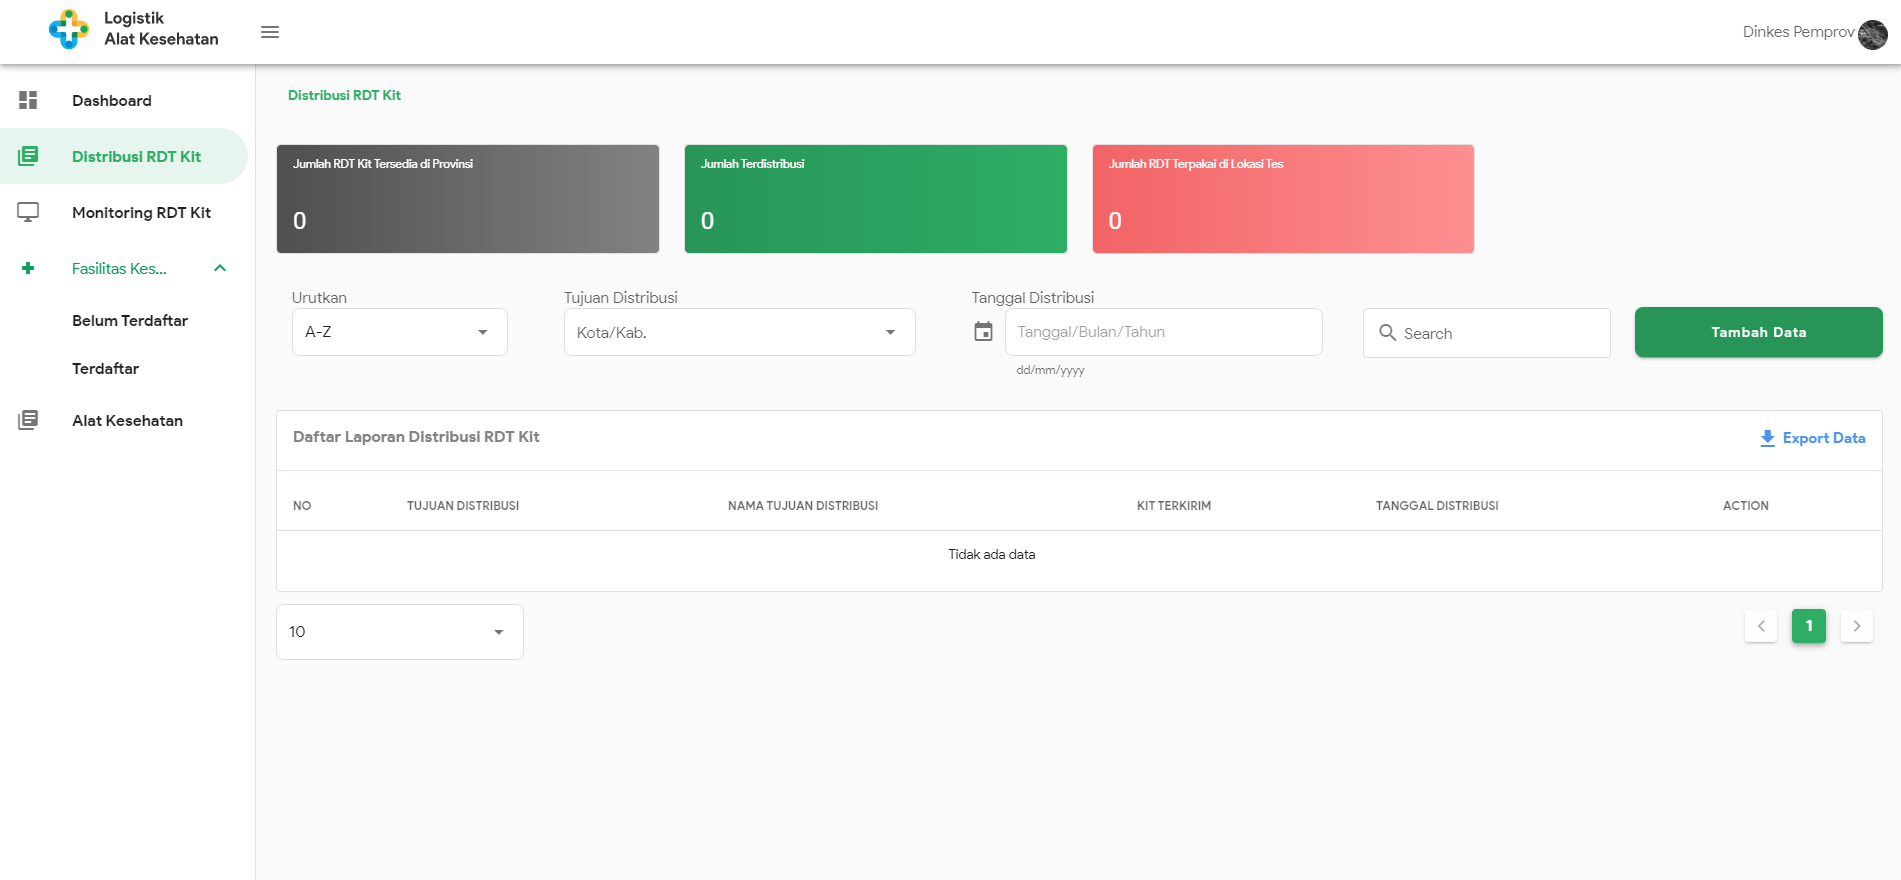 Logistik
Alat Kesehatan
Dinkes Pemprov
Dashboard
Distribusi RDT Kit
Monitoring RDT Kit
Fasilitas Kes...
Belum Terdaftar
Terdaftar
Alat Kesehatan
Distribusi RDT Kit
Jumlah RDT Kit Tersedia di Provinsi
0
Jumlah Terdistribusi
0
Jumlah RDT Terpakai di Lokasi Tes
0
Urutkan
A-Z
Tujuan Distribusi
Kota/Kab.
Tanggal Distribusi
Tanggal/Bulan/Tahun
dd/mm/yyyy
Search
Tambah Data
Daftar Laporan Distribusi RDT Kit
Export Data
NO TUJUAN DISTRIBUSI NAMA TUJUAN DISTRIBUSI KIT TERKIRIM TANGGAL DISTRIBUSI ACTION
Tidak ada data
10
1